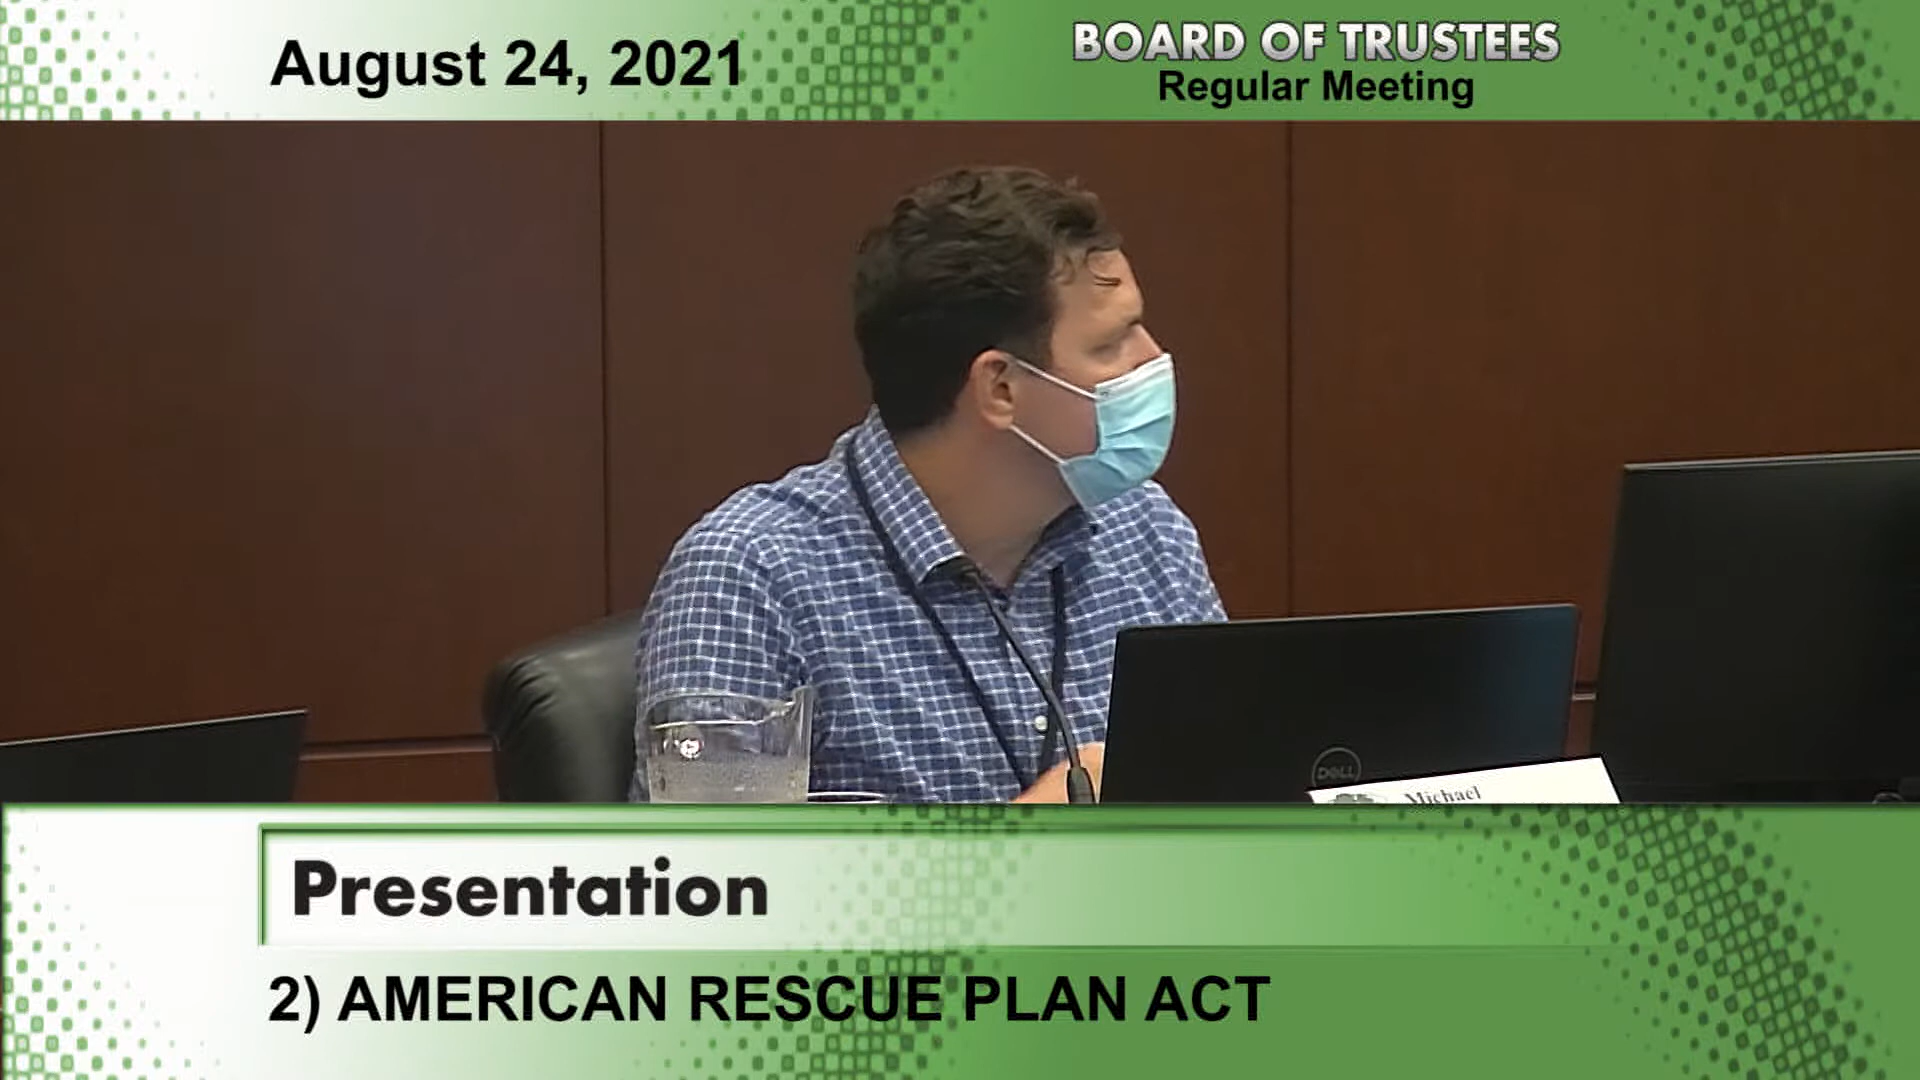 August 24, 2021
BOARD OF TRUSTEES
Regular Meeting
DELL
Michael
Presentation
2) AMERICAN RESCUE PLAN ACT